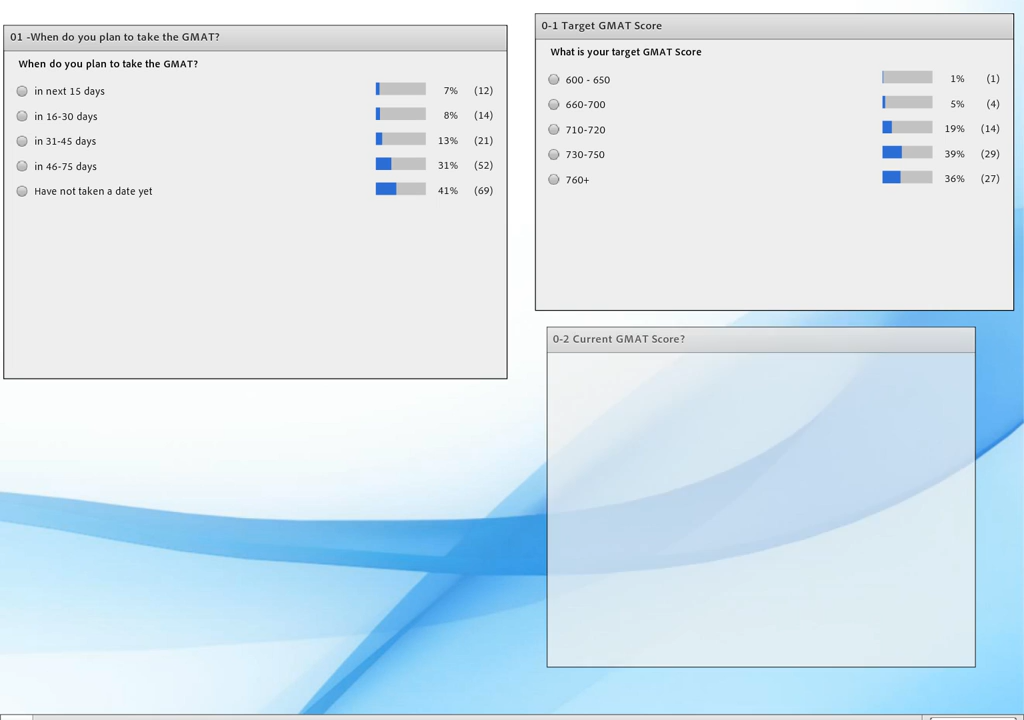 01 -When do you plan to take the GMAT?
When do you plan to take the GMAT?
in next 15 days 7% (12)
in 16-30 days 8% (14)
in 31-45 days 13% (21)
in 46-75 days 31% (52)
Have not taken a date yet 41% (69)
0-1 Target GMAT Score
What is your target GMAT Score
600 - 650 1% (1)
660-700 5% (4)
710-720 19% (14)
730-750 39% (29)
760+ 36% (27)
0-2 Current GMAT Score?